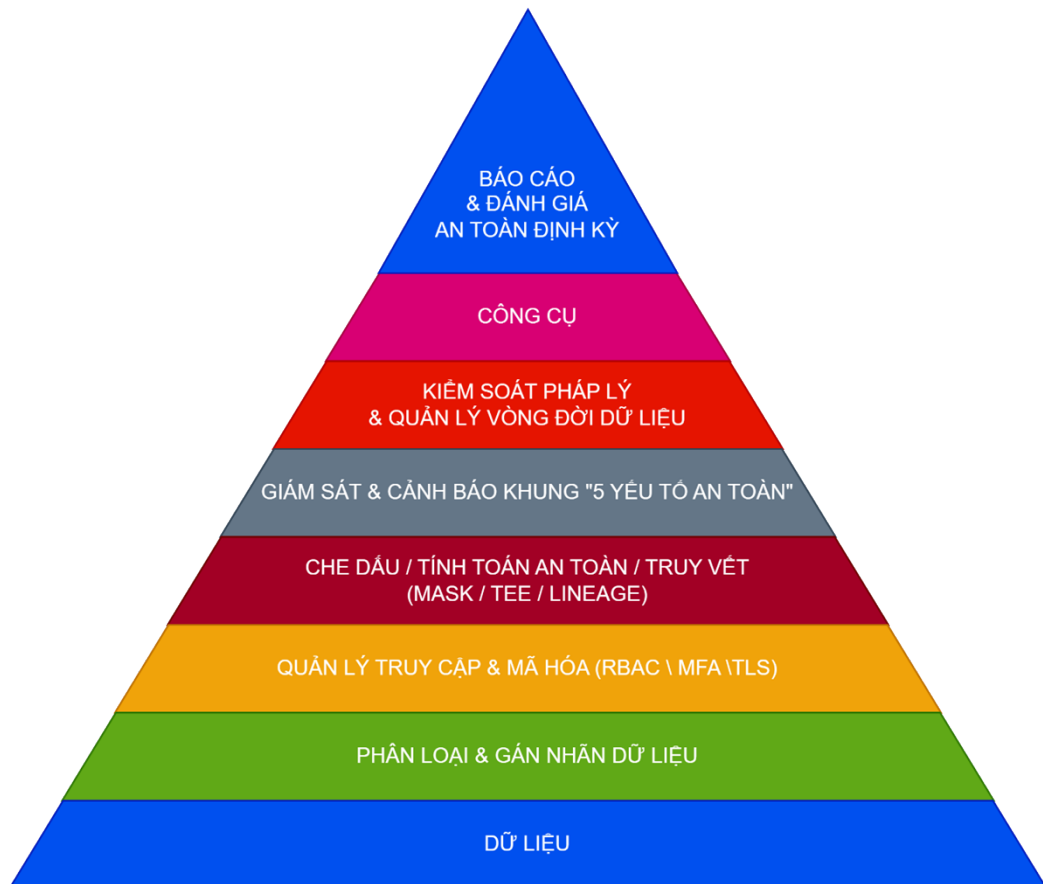 BÁO CÁO
& ĐÁNH GIÁ
AN TOÀN ĐỊNH KỲ
CÔNG CỤ
KIỂM SOÁT PHÁP LÝ
& QUẢN LÝ VÒNG ĐỜI DỮ LIỆU
GIÁM SÁT & CẢNH BÁO KHUNG "5 YẾU TỐ AN TOÀN"
CHE DẤU / TÍNH TOÁN AN TOÀN / TRUY VẾT
(MASK / TEE / LINEAGE)
QUẢN LÝ TRUY CẬP & MÃ HÓA (RBAC \ MFA \TLS)
PHÂN LOẠI & GÁN NHÃN DỮ LIỆU
DỮ LIỆU